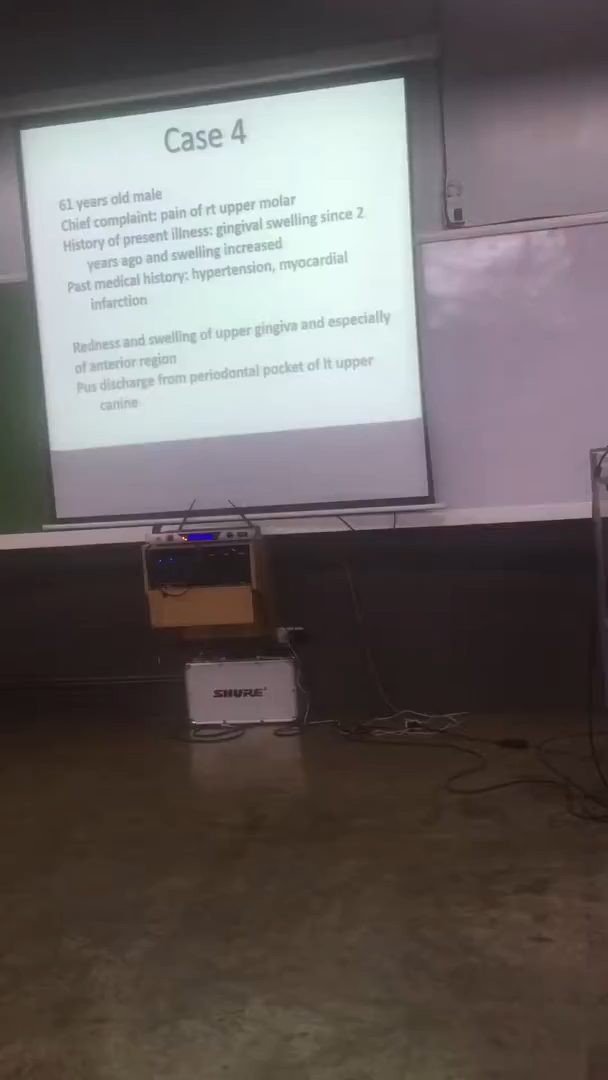 Case 4
61 years old male
Chief complaint: pain of rt upper molar
History of present illness: gingival swelling since 2
years ago and swelling increased
Past medical history: hypertension, myocardial
infarction
Redness and swelling of upper gingiva and especially
of anterior region
Pus discharge from periodontal pocket of lt upper
canine
SHURE